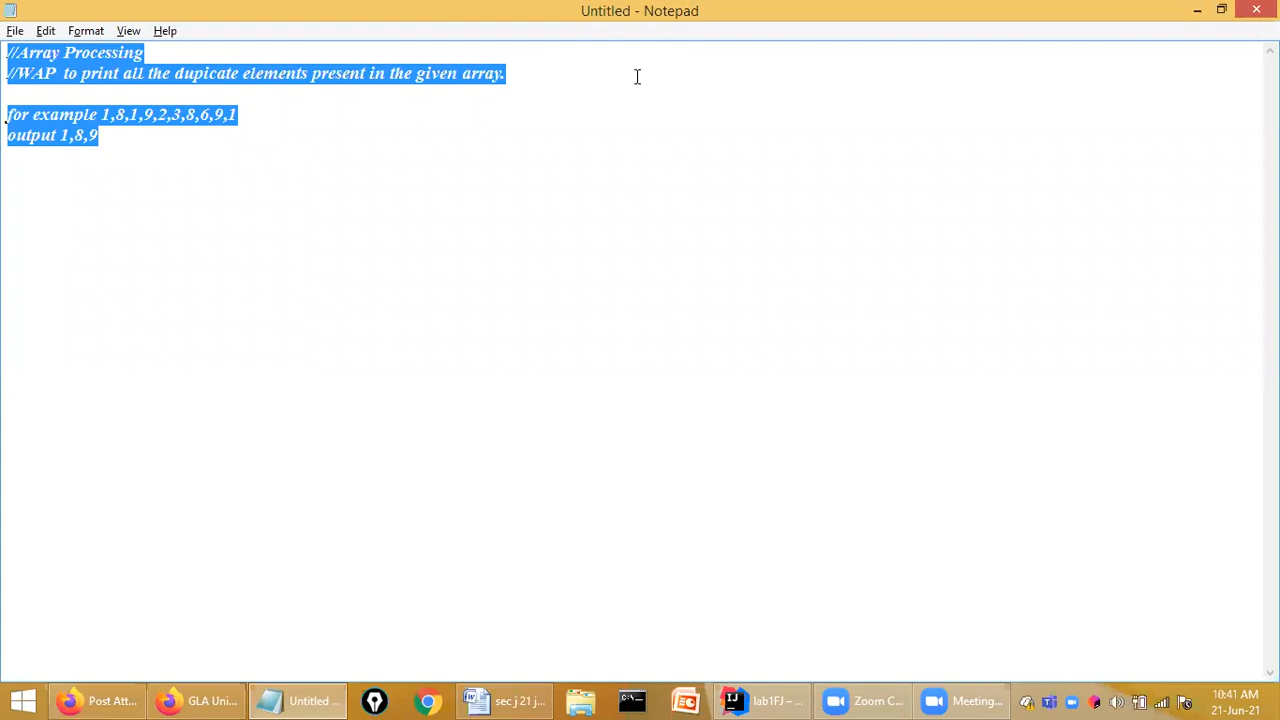 Untitled - Notepad
File Edit Format View Help
//Array Processing
//WAP to print all the dupicate elements present in the given array.
for example 1,8,1,9,2,3,8,6,9,1
output 1,8,9
Post Att... GLA Uni... Untitled ... sec j 21 j... lab1FJ – ... Zoom C... Meeting... 10:41 AM
21-Jun-21